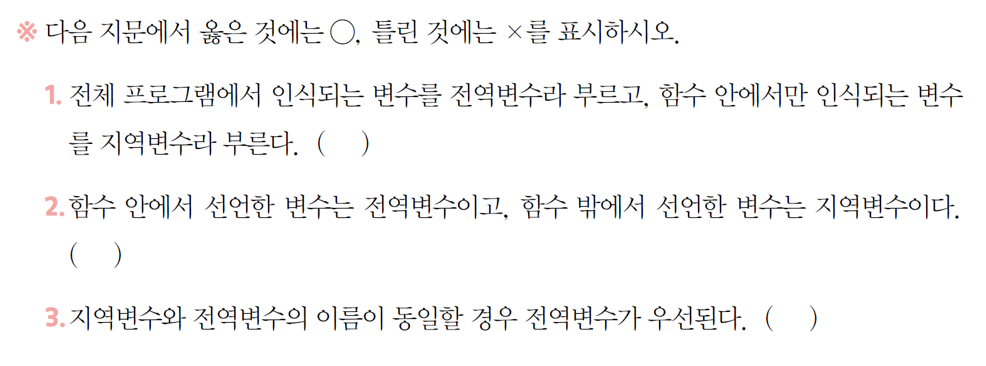 ※ 다음 지문에서 옳은 것에는 ◯, 틀린 것에는 ×를 표시하시오.
1. 전체 프로그램에서 인식되는 변수를 전역변수라 부르고, 함수 안에서만 인식되는 변수
를 지역변수라 부른다. ( )
2. 함수 안에서 선언한 변수는 전역변수이고, 함수 밖에서 선언한 변수는 지역변수이다.
( )
3. 지역변수와 전역변수의 이름이 동일할 경우 전역변수가 우선된다. ( )